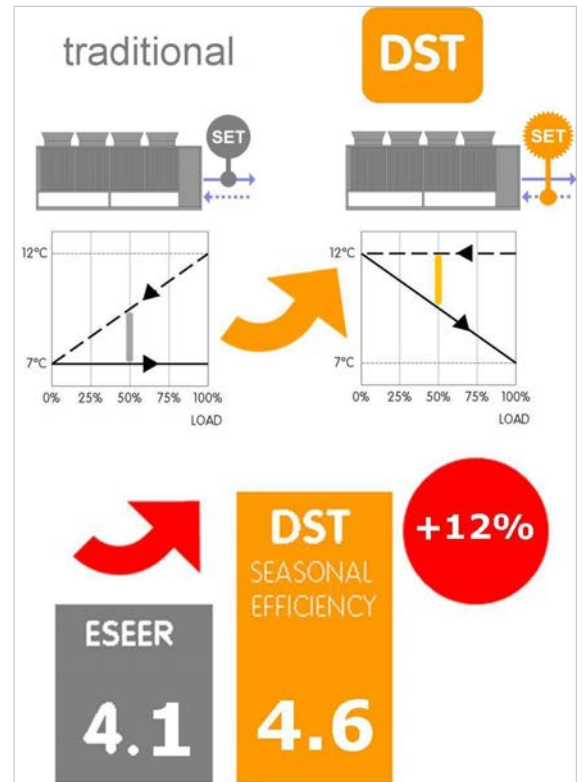 traditional
DST
SET
SET
12°C
7°C
0% 25% 50% 75% 100%
LOAD
12°C
7°C
0% 25% 50% 75% 100%
LOAD
DST
SEASONAL
EFFICIENCY
+12%
ESEER
4.1
4.6